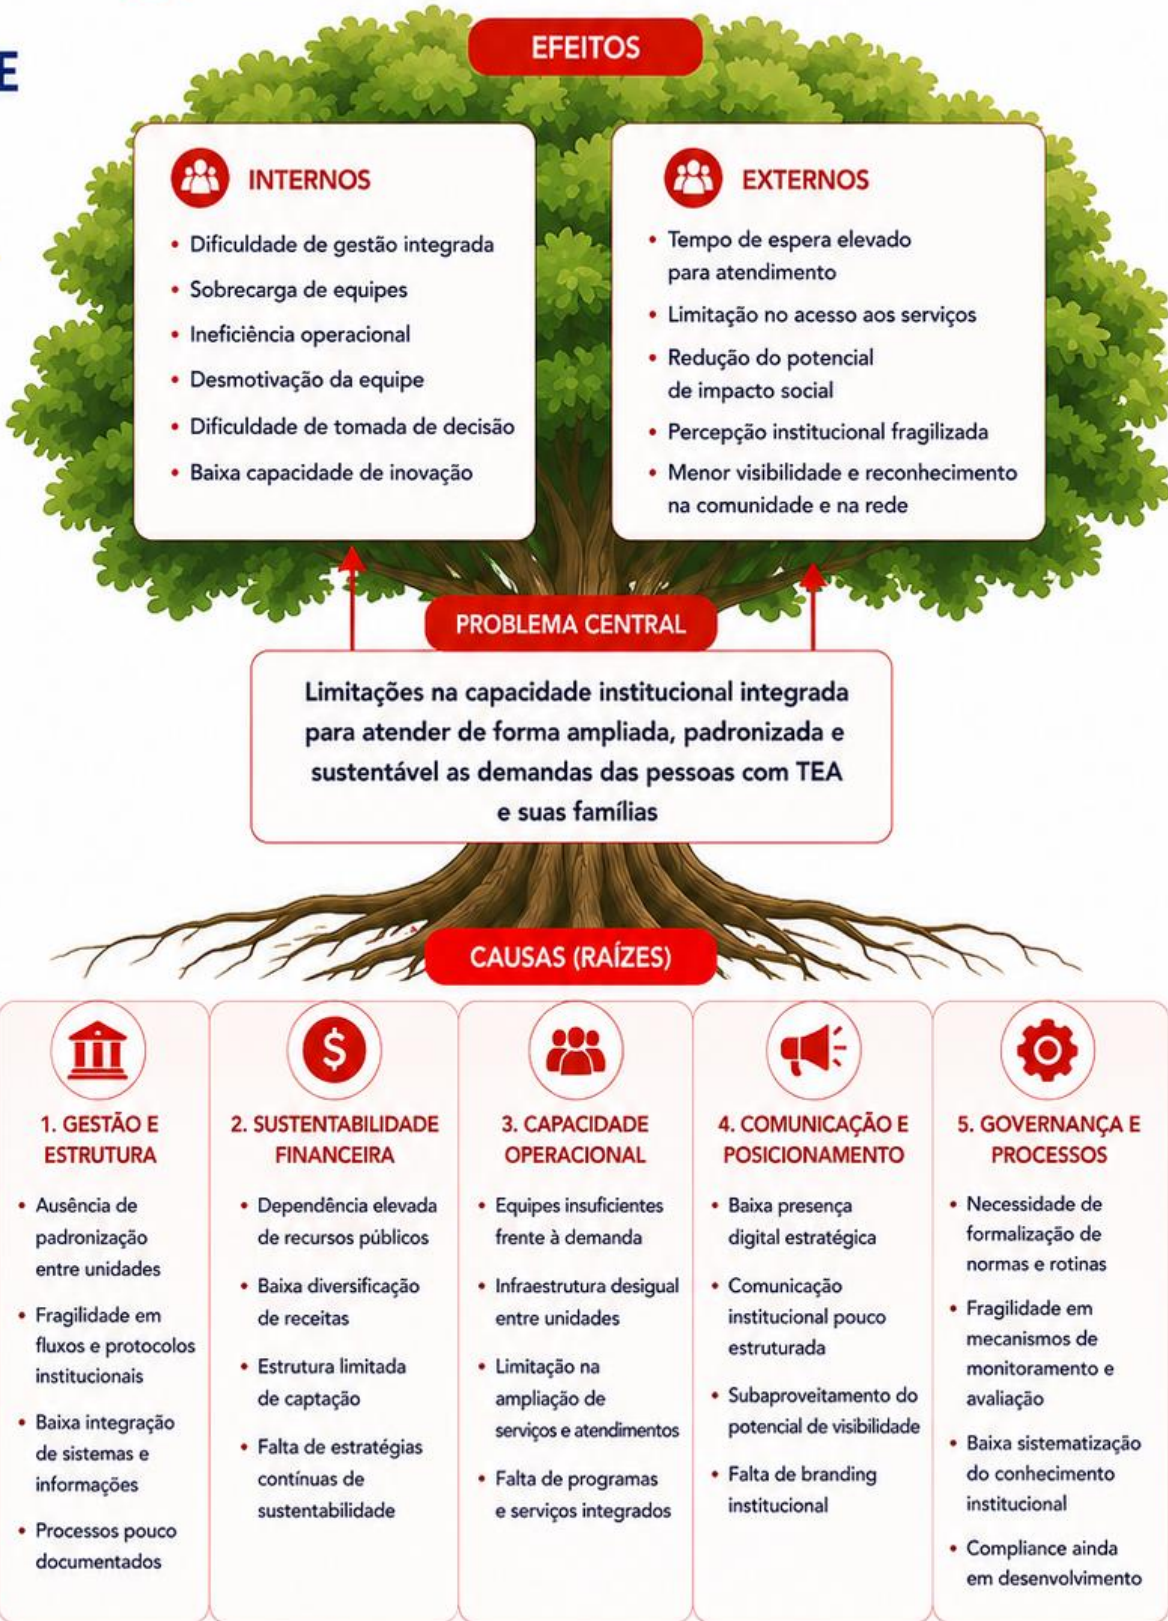 E
EFEITOS
INTERNOS
• Dificuldade de gestão integrada
• Sobrecarga de equipes
• Ineficiência operacional
• Desmotivação da equipe
• Dificuldade de tomada de decisão
• Baixa capacidade de inovação
EXTERNOS
• Tempo de espera elevado
para atendimento
• Limitação no acesso aos serviços
• Redução do potencial
de impacto social
• Percepção institucional fragilizada
• Menor visibilidade e reconhecimento
na comunidade e na rede
PROBLEMA CENTRAL
Limitações na capacidade institucional integrada
para atender de forma ampliada, padronizada e
sustentável as demandas das pessoas com TEA
e suas famílias
CAUSAS (RAÍZES)
1. GESTÃO E
ESTRUTURA
• Ausência de
padronização
entre unidades
• Fragilidade em
fluxos e protocolos
institucionais
• Baixa integração
de sistemas e
informações
• Processos pouco
documentados
$
2. SUSTENTABILIDADE
FINANCEIRA
• Dependência elevada
de recursos públicos
• Baixa diversificação
de receitas
• Estrutura limitada
de captação
• Falta de estratégias
contínuas de
sustentabilidade
3. CAPACIDADE
OPERACIONAL
• Equipes insuficientes
frente à demanda
• Infraestrutura desigual
entre unidades
• Limitação na
ampliação de
serviços e atendimentos
• Falta de programas
e serviços integrados
4. COMUNICAÇÃO E
POSICIONAMENTO
• Baixa presença
digital estratégica
• Comunicação
institucional pouco
estruturada
• Subaproveitamento do
potencial de visibilidade
• Falta de branding
institucional
5. GOVERNANÇA E
PROCESSOS
• Necessidade de
formalização de
normas e rotinas
• Fragilidade em
mecanismos de
monitoramento e
avaliação
• Baixa sistematização
do conhecimento
institucional
• Compliance ainda
em desenvolvimento